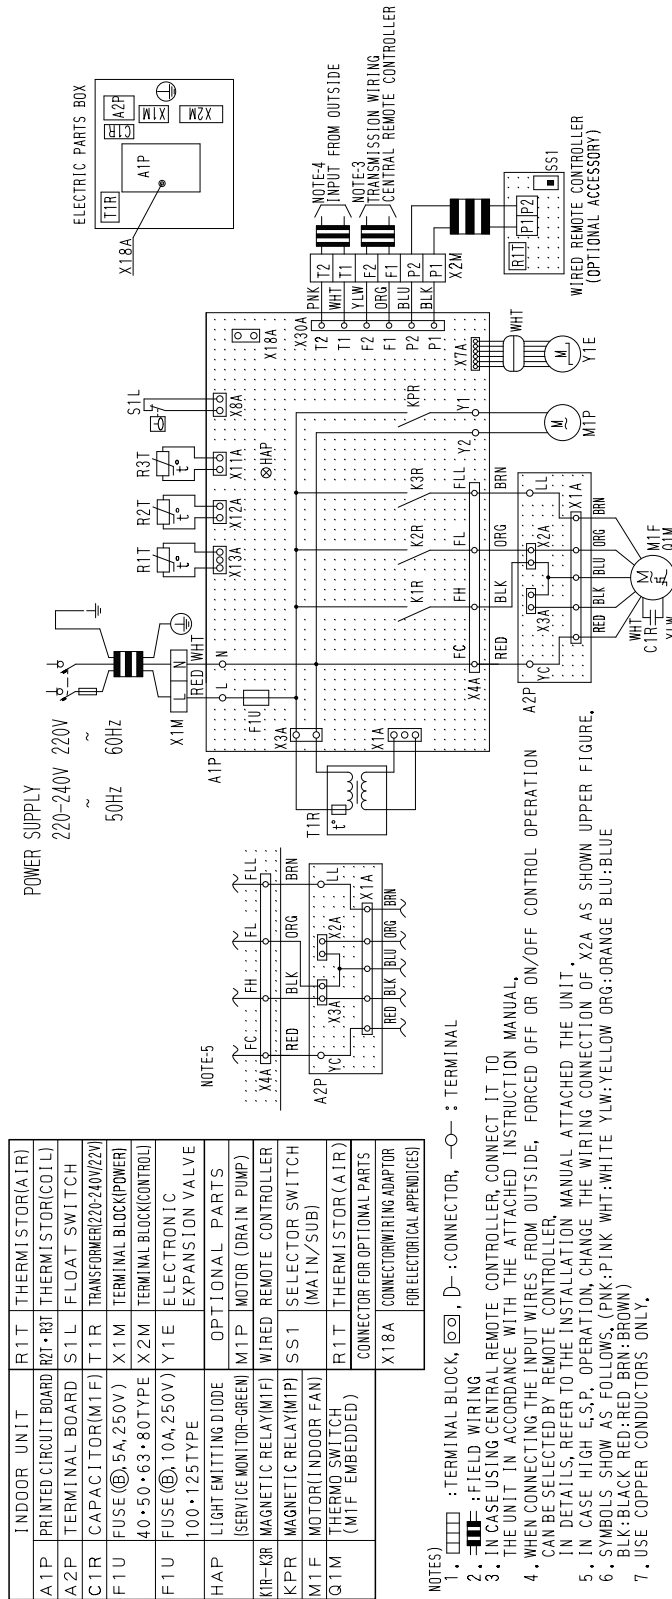 INDOOR UNIT
A1P PRINTED CIRCUIT BOARD
A2P TERMINAL BOARD
C1R CAPACITOR(M1F)
F1U FUSE(Ⓑ,5A,250V)
40・50・63・80TYPE
F1U FUSE(Ⓑ,10A,250V)
100・125TYPE
HAP LIGHT EMITTING DIODE
(SERVICE MONITOR-GREEN)
K1R-K3R MAGNETIC RELAY(M1F)
KPR MAGNETIC RELAY(M1P)
M1F MOTOR(INDOOR FAN)
Q1M THERMO SWITCH
(M1F EMBEDDED)
R1T THERMISTOR(AIR)
R2T・R3T THERMISTOR(COIL)
S1L FLOAT SWITCH
T1R TRANSFORMER(220-240V/22V)
X1M TERMINAL BLOCK(POWER)
X2M TERMINAL BLOCK(CONTROL)
Y1E ELECTRONIC
EXPANSION VALVE
OPTIONAL PARTS
M1P MOTOR(DRAIN PUMP)
WIRED REMOTE CONTROLLER
SS1 SELECTOR SWITCH
(MAIN/SUB)
R1T THERMISTOR(AIR)
CONNECTOR FOR OPTIONAL PARTS
X18A CONNECTOR(WIRING ADAPTOR
FOR ELECTORICAL APPENDICES)
NOTES)
1. :TERMINAL BLOCK, :CONNECTOR, :TERMINAL
2. :FIELD WIRING
3. IN CASE USING CENTRAL REMOTE CONTROLLER,CONNECT IT TO
THE UNIT IN ACCORDANCE WITH THE ATTACHED INSTRUCTION MANUAL.
4. WHEN CONNECTING THE INPUT WIRES FROM OUTSIDE, FORCED OFF OR ON/OFF CONTROL OPERATION
CAN BE SELECTED BY REMOTE CONTROLLER.
IN DETAILS,REFER TO THE INSTALLATION MANUAL ATTACHED THE UNIT.
5. IN CASE HIGH E.S.P. OPERATION,CHANGE THE WIRING CONNECTION OF X2A AS SHOWN UPPER FIGURE.
6. SYMBOLS SHOW AS FOLLOWS.(PNK:PINK WHT:WHITE YLW:YELLOW ORG:ORANGE BLU:BLUE
BLK:BLACK RED:RED BRN:BROWN)
7. USE COPPER CONDUCTORS ONLY.
NOTE-5
FC FH FL FLL
X4A
RED BLK ORG BRN
A2P
YC X3A X2A LL
X1A
RED BLK BLU ORG BRN
POWER SUPPLY
220-240V 220V
~ ~
50HZ 60HZ
X1M L N
RED WHT
A1P
L N
F1U
X3A
T1R
t°
X1A
R1T R2T R3T S1L
t° t° t°
X13A X12A X11A X8A
HAP
X18A
K1R K2R K3R KPR
FC FH FL FLL Y2 Y1
X4A
RED BLK ORG BRN
M1P
M~
A2P
YC X3A X2A LL
X1A
RED BLK BLU ORG BRN
WHT
C1R
YLW
M~
M1F
Q1M
X7A
WHT
M
Y1E
X30A
T2 T1 F2 F1 P2 P1
PNK WHT YLW ORG BLU BLK
T2 T1 F2 F1 P2 P1
X2M
NOTE-4
INPUT FROM OUTSIDE
NOTE-3
TRANSMISSION WIRING
CENTRAL REMOTE CONTROLLER
R1T
P1 P2
SS1
WIRED REMOTE CONTROLLER
(OPTIONAL ACCESSORY)
ELECTRIC PARTS BOX
T1R
A1P
C1R
A2P
X1M
X2M
X18A